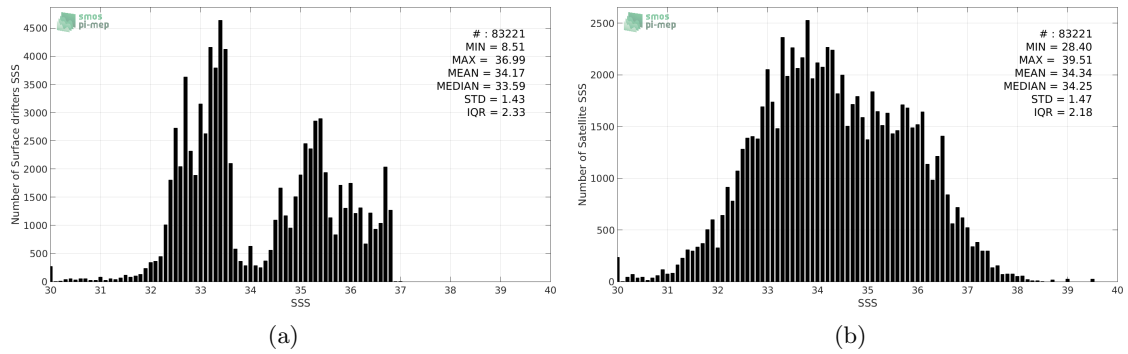 smos
pi-mep
# : 83221
MIN = 8.51
MAX = 36.99
MEAN = 34.17
MEDIAN = 33.59
STD = 1.43
IQR = 2.33
Number of Surface drifters SSS
4500
4000
3500
3000
2500
2000
1500
1000
500
0
30 31 32 33 34 35 36 37 38 39 40
SSS
(a)
smos
pi-mep
# : 83221
MIN = 28.40
MAX = 39.51
MEAN = 34.34
MEDIAN = 34.25
STD = 1.47
IQR = 2.18
Number of Satellite SSS
2500
2000
1500
1000
500
0
30 31 32 33 34 35 36 37 38 39 40
SSS
(b)